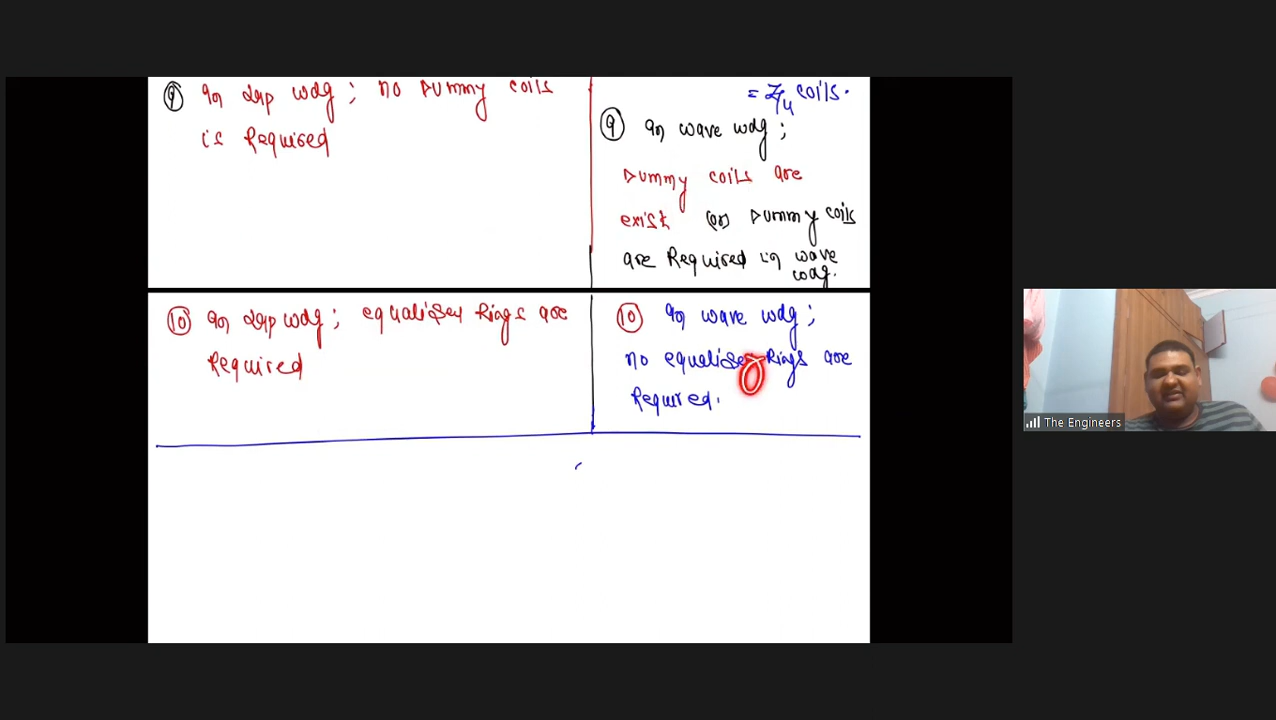 ⑨ In Lap wdg; no Dummy coils
is Required
= Z/4 coils.
⑨ In wave wdg;
Dummy coils are
exist (or) Dummy coils
are Required in wave
wdg.
⑩ In Lap wdg; equaliser Rings are
Required
⑩ In wave wdg;
no equaliser Rings are
Required.
The Engineers